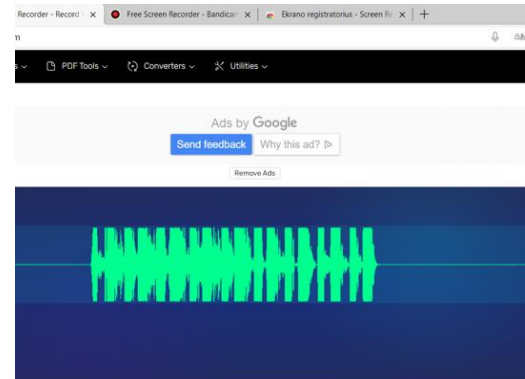 Recorder - Record
Free Screen Recorder - Bandicam
Ekrano registratorius - Screen Re
m
s
PDF Tools
Converters
Utilities
Ads by Google
Send feedback
Why this ad?
Remove Ads